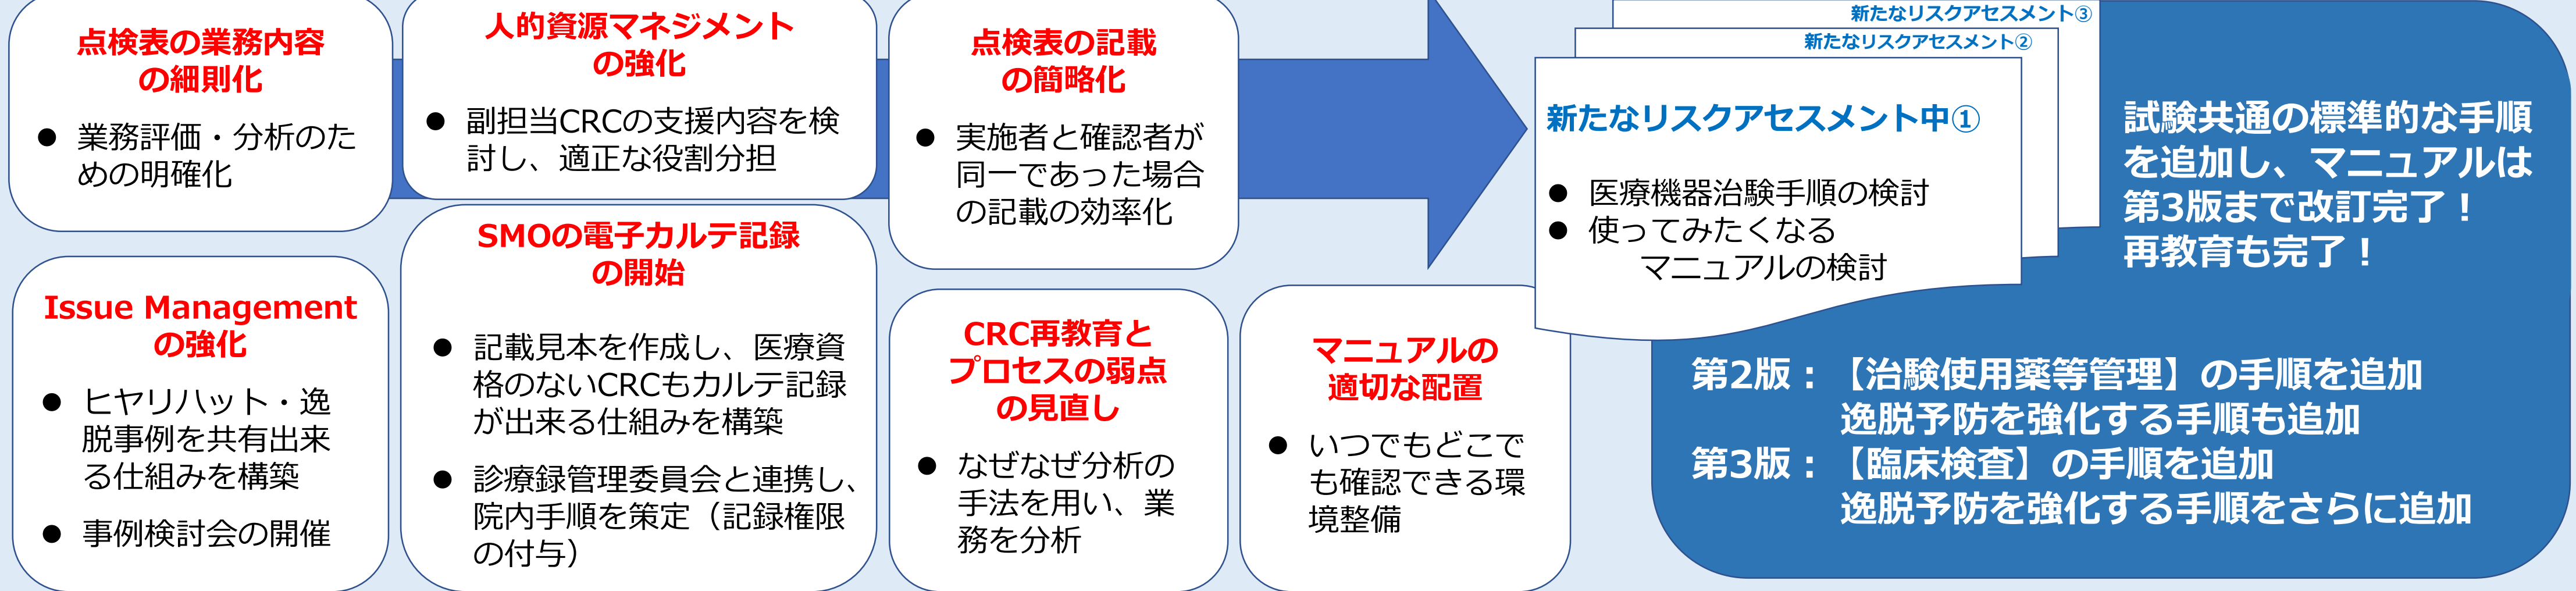 点検表の業務内容
の細則化
● 業務評価・分析のた
めの明確化
人的資源マネジメント
の強化
● 副担当CRCの支援内容を検
討し、適正な役割分担
点検表の記載
の簡略化
● 実施者と確認者が
同一であった場合
の記載の効率化
Issue Management
の強化
● ヒヤリハット・逸
脱事例を共有出来
る仕組みを構築
● 事例検討会の開催
SMOの電子カルテ記録
の開始
● 記載見本を作成し、医療資
格のないCRCもカルテ記録
が出来る仕組みを構築
● 診療録管理委員会と連携し、
院内手順を策定（記録権限
の付与）
CRC再教育と
プロセスの弱点
の見直し
● なぜなぜ分析の
手法を用い、業
務を分析
マニュアルの
適切な配置
● いつでもどこで
も確認できる環
境整備
新たなリスクアセスメント③
新たなリスクアセスメント②
新たなリスクアセスメント中①
● 医療機器治験手順の検討
● 使ってみたくなる
マニュアルの検討
試験共通の標準的な手順
を追加し、マニュアルは
第3版まで改訂完了！
再教育も完了！
第2版：【治験使用薬等管理】の手順を追加
逸脱予防を強化する手順も追加
第3版：【臨床検査】の手順を追加
逸脱予防を強化する手順をさらに追加